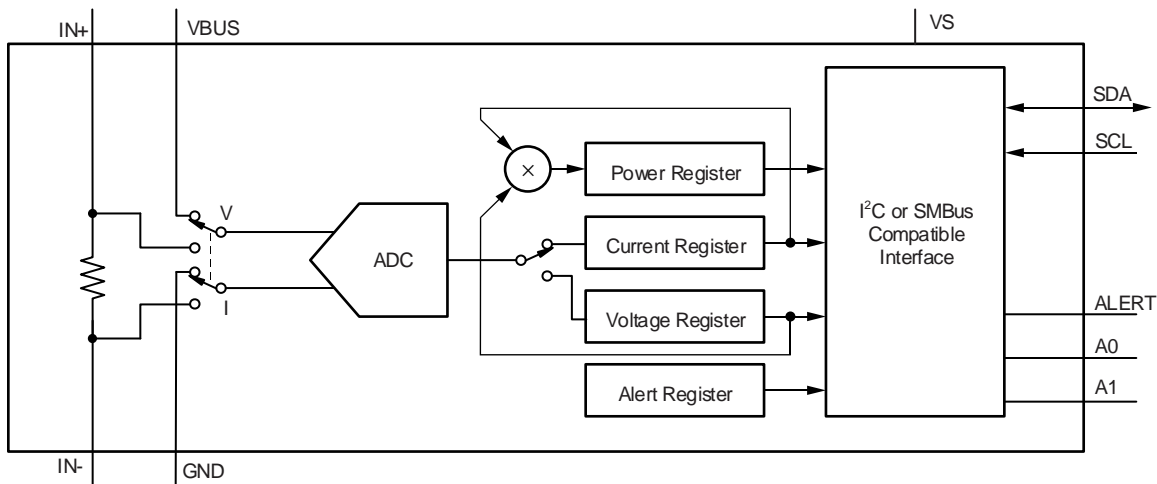 IN+
VBUS
VS
SDA
SCL
×
Power Register
V
ADC
Current Register
I²C or SMBus
Compatible
Interface
I
Voltage Register
ALERT
A0
Alert Register
A1
IN-
GND